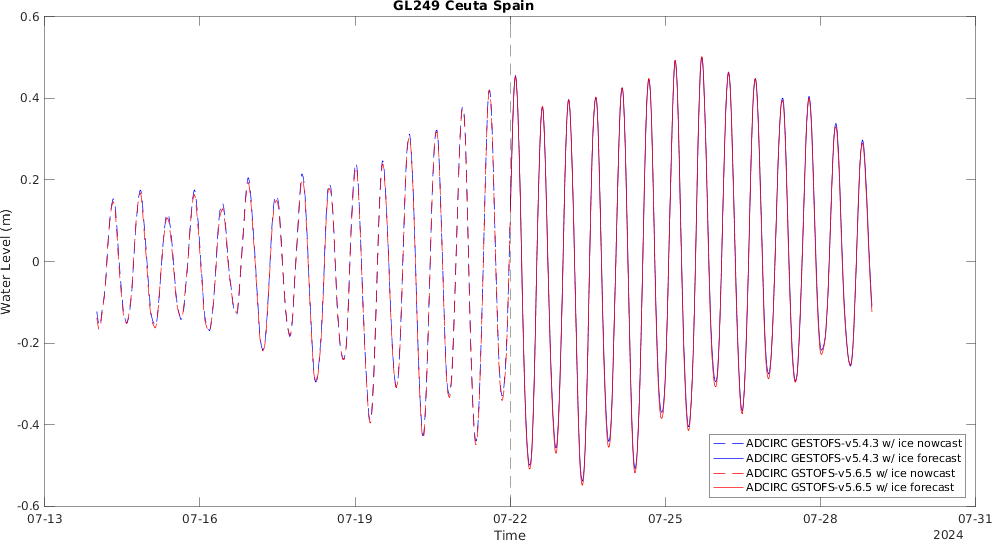 GL249 Ceuta Spain
0.6
0.4
0.2
0
-0.2
-0.4
-0.6
Water Level (m)
ADCIRC GESTOFS-v5.4.3 w/ ice nowcast
ADCIRC GESTOFS-v5.4.3 w/ ice forecast
ADCIRC GSTOFS-v5.6.5 w/ ice nowcast
ADCIRC GSTOFS-v5.6.5 w/ ice forecast
07-13 07-16 07-19 07-22 07-25 07-28 07-31
Time
2024